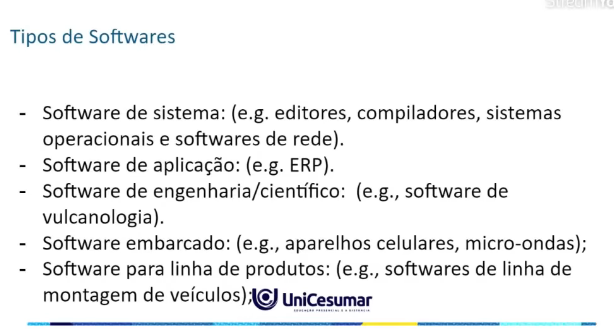 Tipos de Softwares
- Software de sistema: (e.g. editores, compiladores, sistemas
operacionais e softwares de rede).
- Software de aplicação: (e.g. ERP).
- Software de engenharia/científico: (e.g., software de
vulcanologia).
- Software embarcado: (e.g., aparelhos celulares, micro-ondas);
- Software para linha de produtos: (e.g., softwares de linha de
montagem de veículos);
UniCesumar
EDUCAÇÃO PRESENCIAL E A DISTÂNCIA